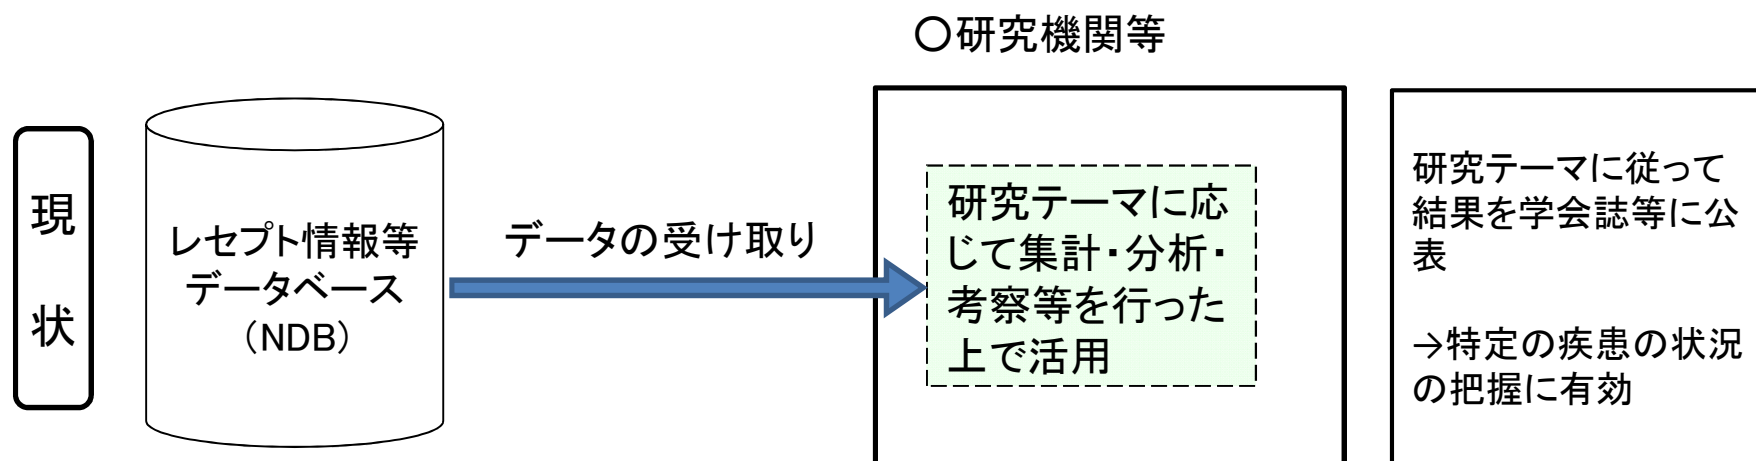 〇研究機関等
現
状
レセプト情報等
データベース
（NDB）
データの受け取り
研究テーマに応
じて集計・分析・
考察等を行った
上で活用
研究テーマに従って
結果を学会誌等に公
表
→特定の疾患の状況
の把握に有効